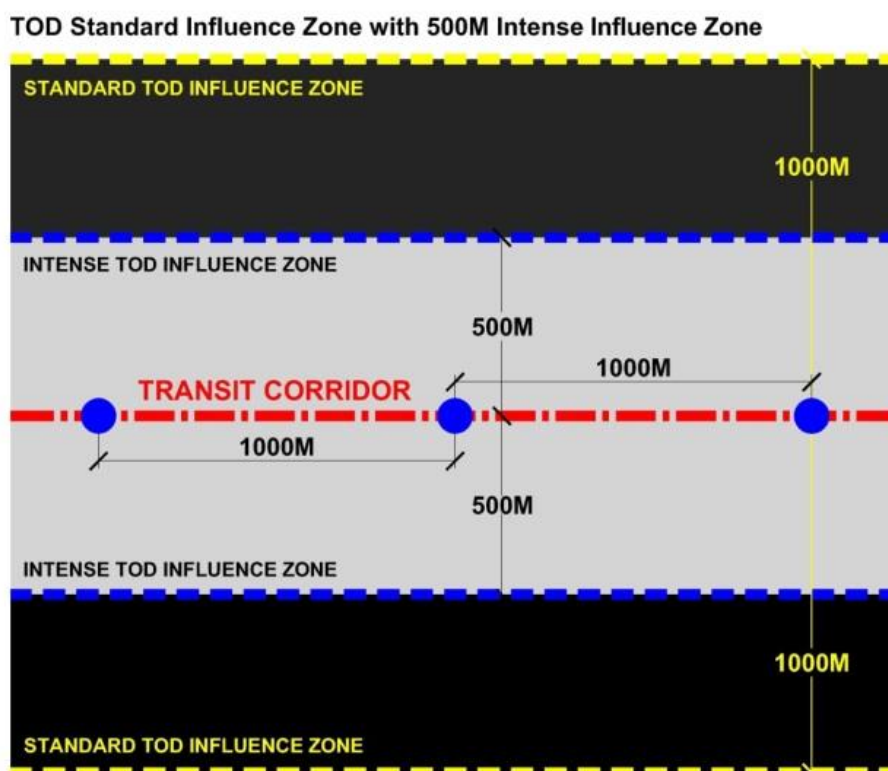 TOD Standard Influence Zone with 500M Intense Influence Zone
STANDARD TOD INFLUENCE ZONE
1000M
INTENSE TOD INFLUENCE ZONE
500M
1000M
TRANSIT CORRIDOR
1000M
500M
INTENSE TOD INFLUENCE ZONE
1000M
STANDARD TOD INFLUENCE ZONE